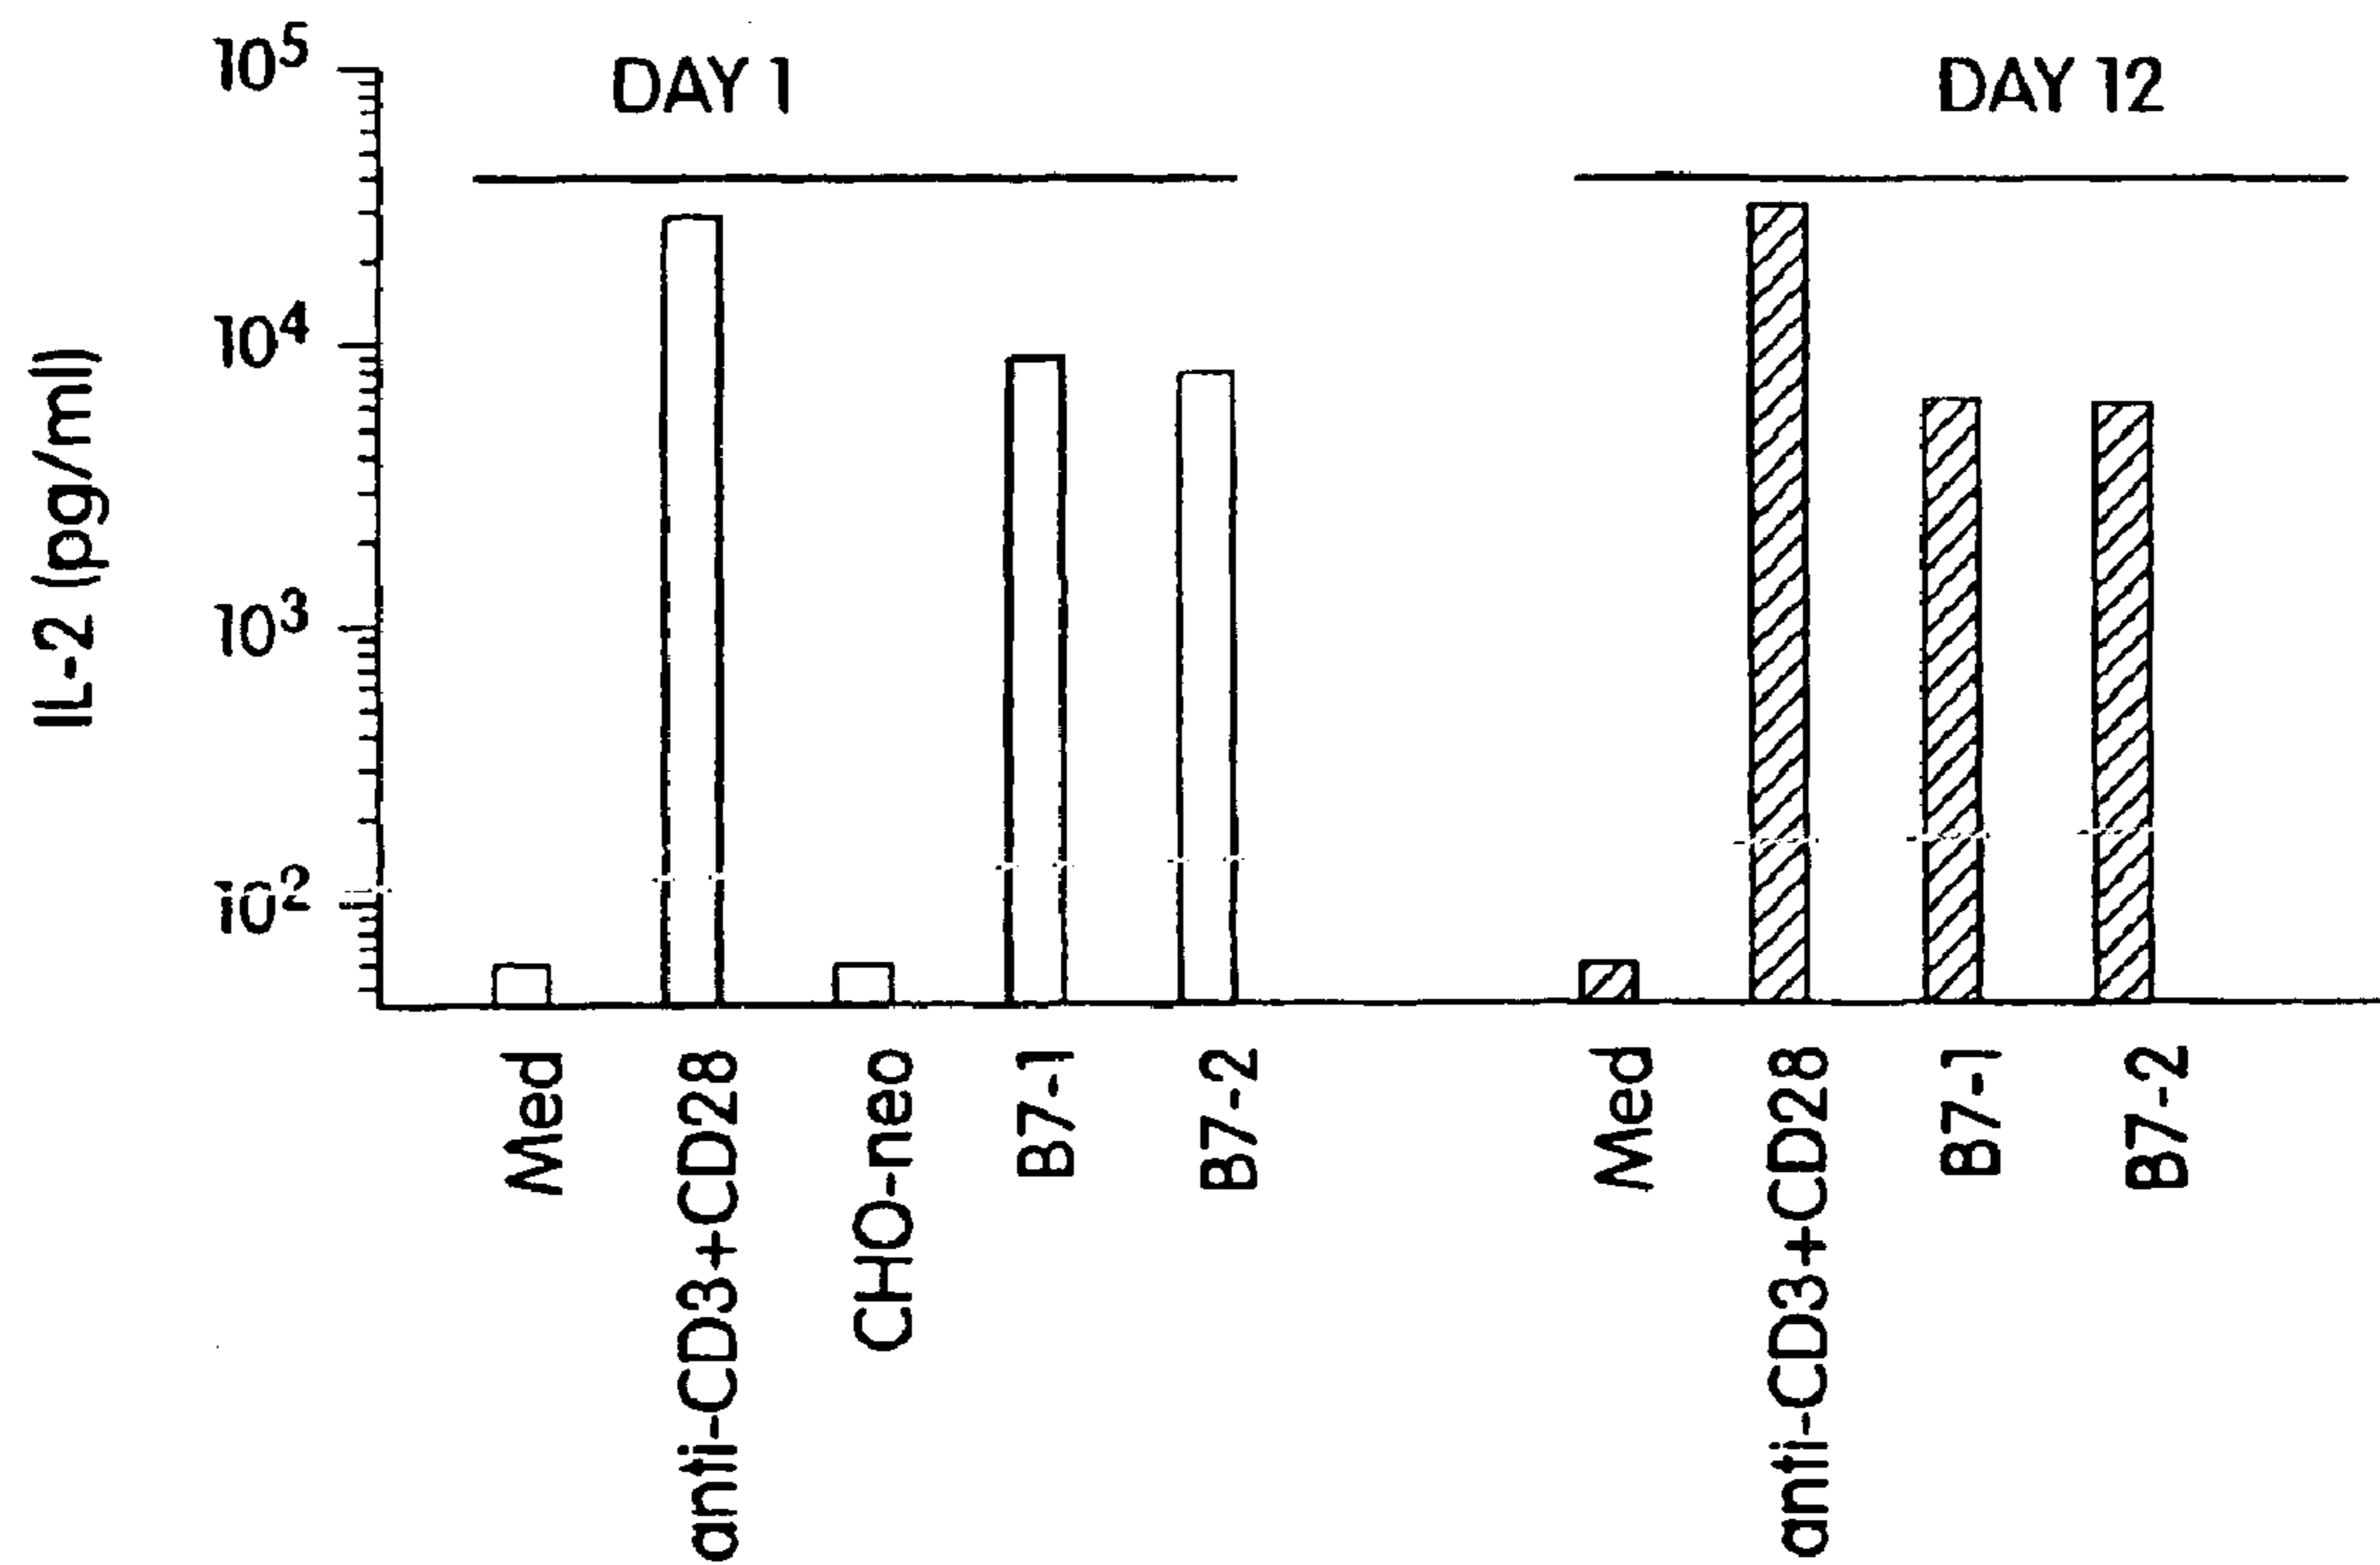 DAY 1
DAY 12
10⁵
10⁴
10³
10²
IL-2 (pg/ml)
Med
anti-CD3+CD28
CHO-neo
B7-1
B7-2
Med
anti-CD3+CD28
B7-1
B7-2